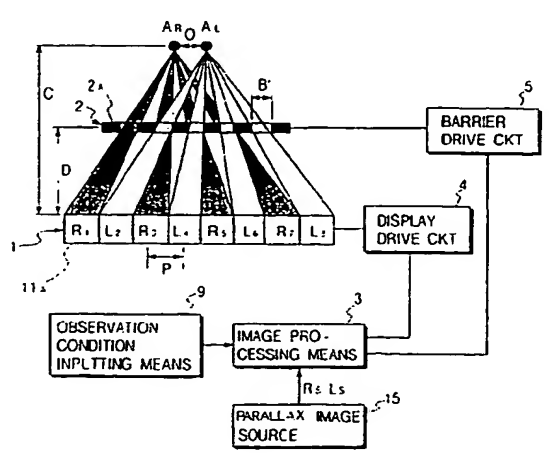 AR O AL
C
2A
2
B'
5
BARRIER
DRIVE CKT
D
4
DISPLAY
DRIVE CKT
1
R1 L2 R3 L4 R5 L6 R7
P
11A
9
OBSERVATION
CONDITION
INPUTTING MEANS
3
IMAGE PRO-
CESSING MEANS
RS LS
PARALLAX IMAGE
SOURCE
15